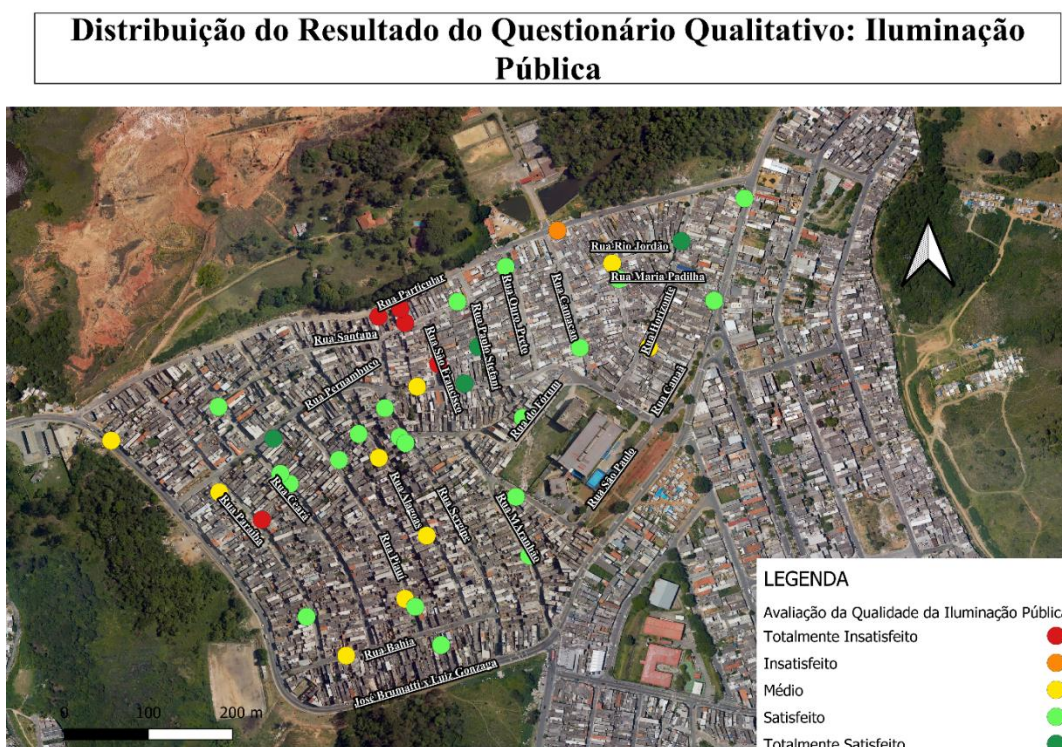 Distribuição do Resultado do Questionário Qualitativo: Iluminação
Pública
Rua Rio Jordão
Rua Maria Padilha
Rua Particular
Rua Ouro Preto
Rua Camacan
Rua Horizonte
Rua Santana
Rua Paulo Stefani
Rua São Francisco
Rua Pernambuco
Rua Canaã
Rua do Fórum
Rua São Paulo
Rua Ceará
Rua Paraíba
Rua Alagoas
Rua Sergips
Rua MAranhão
Rua Piauí
Rua Bahia
José Brumatti x Luiz Gonzaga
0 100 200 m
LEGENDA
Avaliação da Qualidade da Iluminação Públic
Totalmente Insatisfeito
Insatisfeito
Médio
Satisfeito
Totalmente Satisfeito